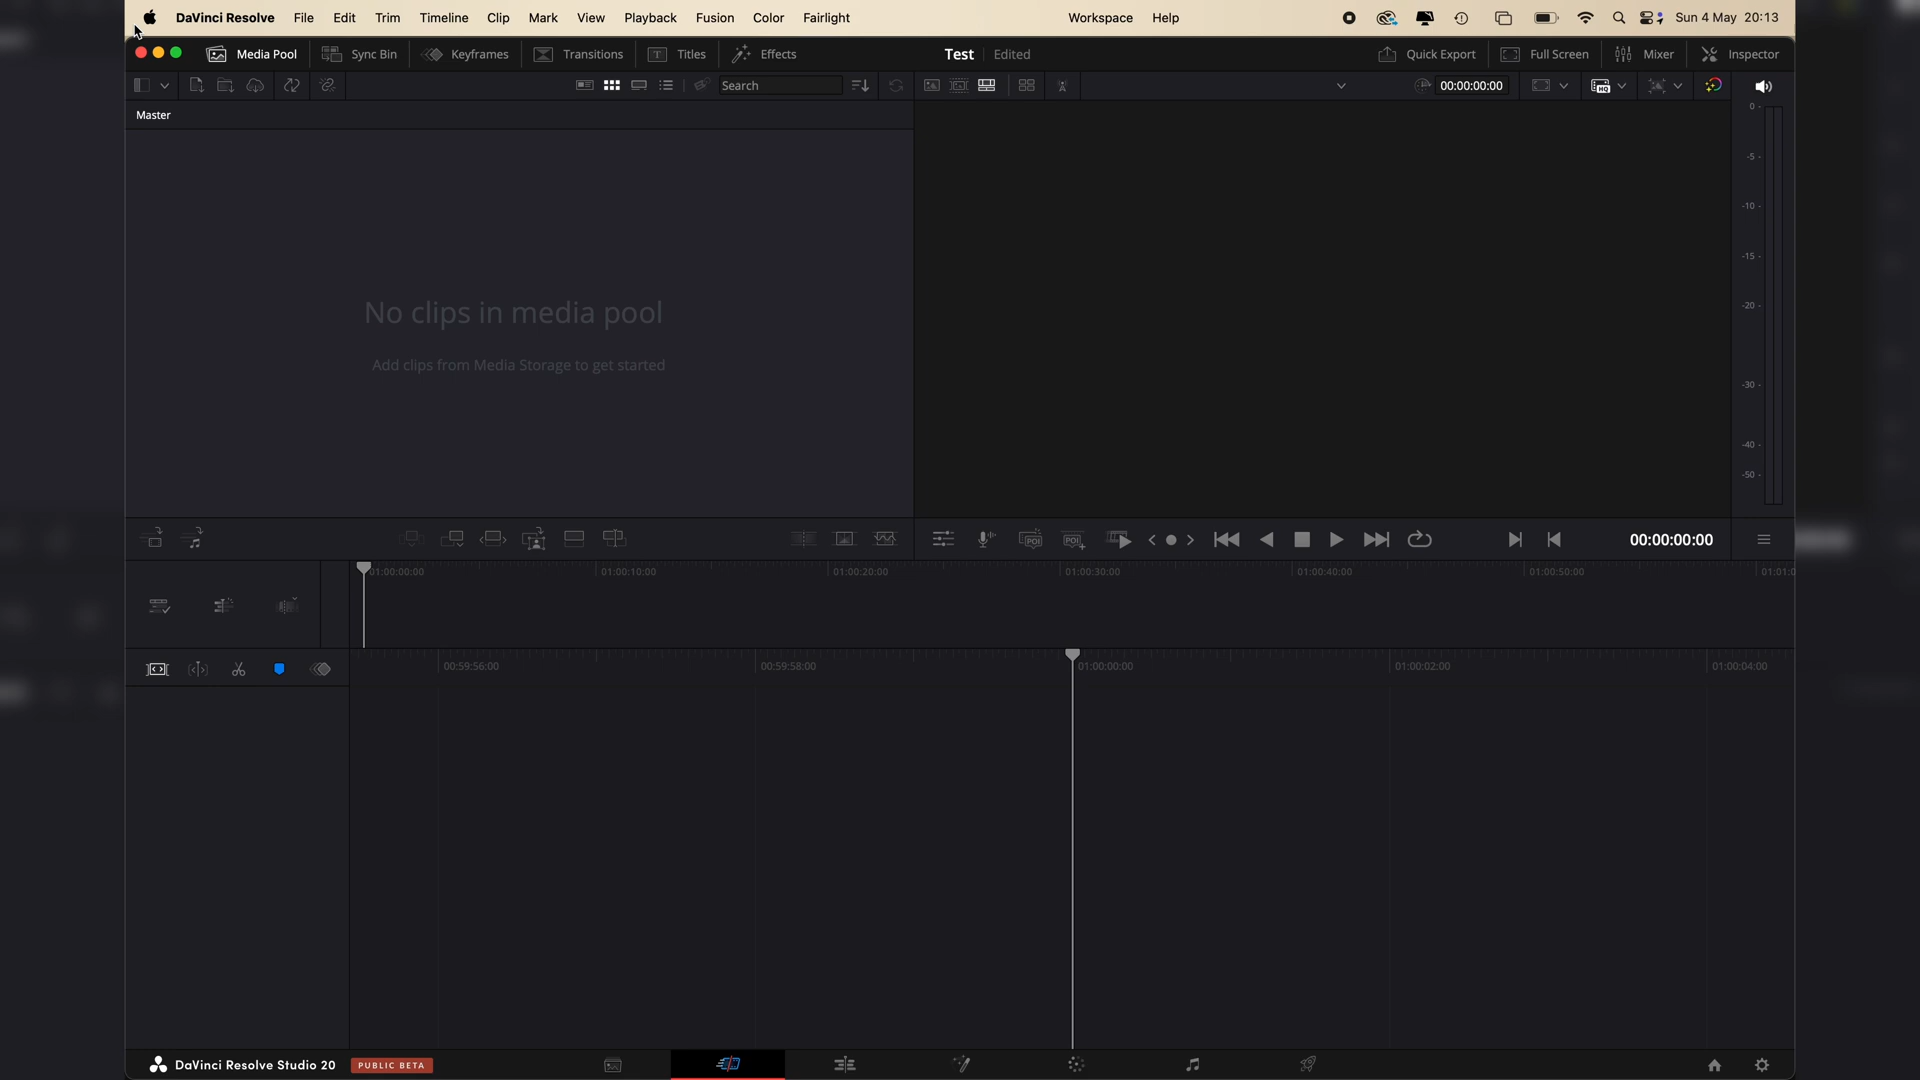 DaVinci Resolve File Edit Trim Timeline Clip Mark View Playback Fusion Color Fairlight Workspace Help Sun 4 May 20:13
Media Pool Sync Bin Keyframes Transitions Titles Effects Test Edited Quick Export Full Screen Mixer Inspector
Search 00:00:00:00 HQ
Master
0
-5
-10
-15
-20
-30
-40
-50
No clips in media pool
Add clips from Media Storage to get started
POI POI 00:00:00:00
01:00:00:00 01:00:10:00 01:00:20:00 01:00:30:00 01:00:40:00 01:00:50:00 01:01:0
00:59:56:00 00:59:58:00 01:00:00:00 01:00:02:00 01:00:04:00
DaVinci Resolve Studio 20 PUBLIC BETA